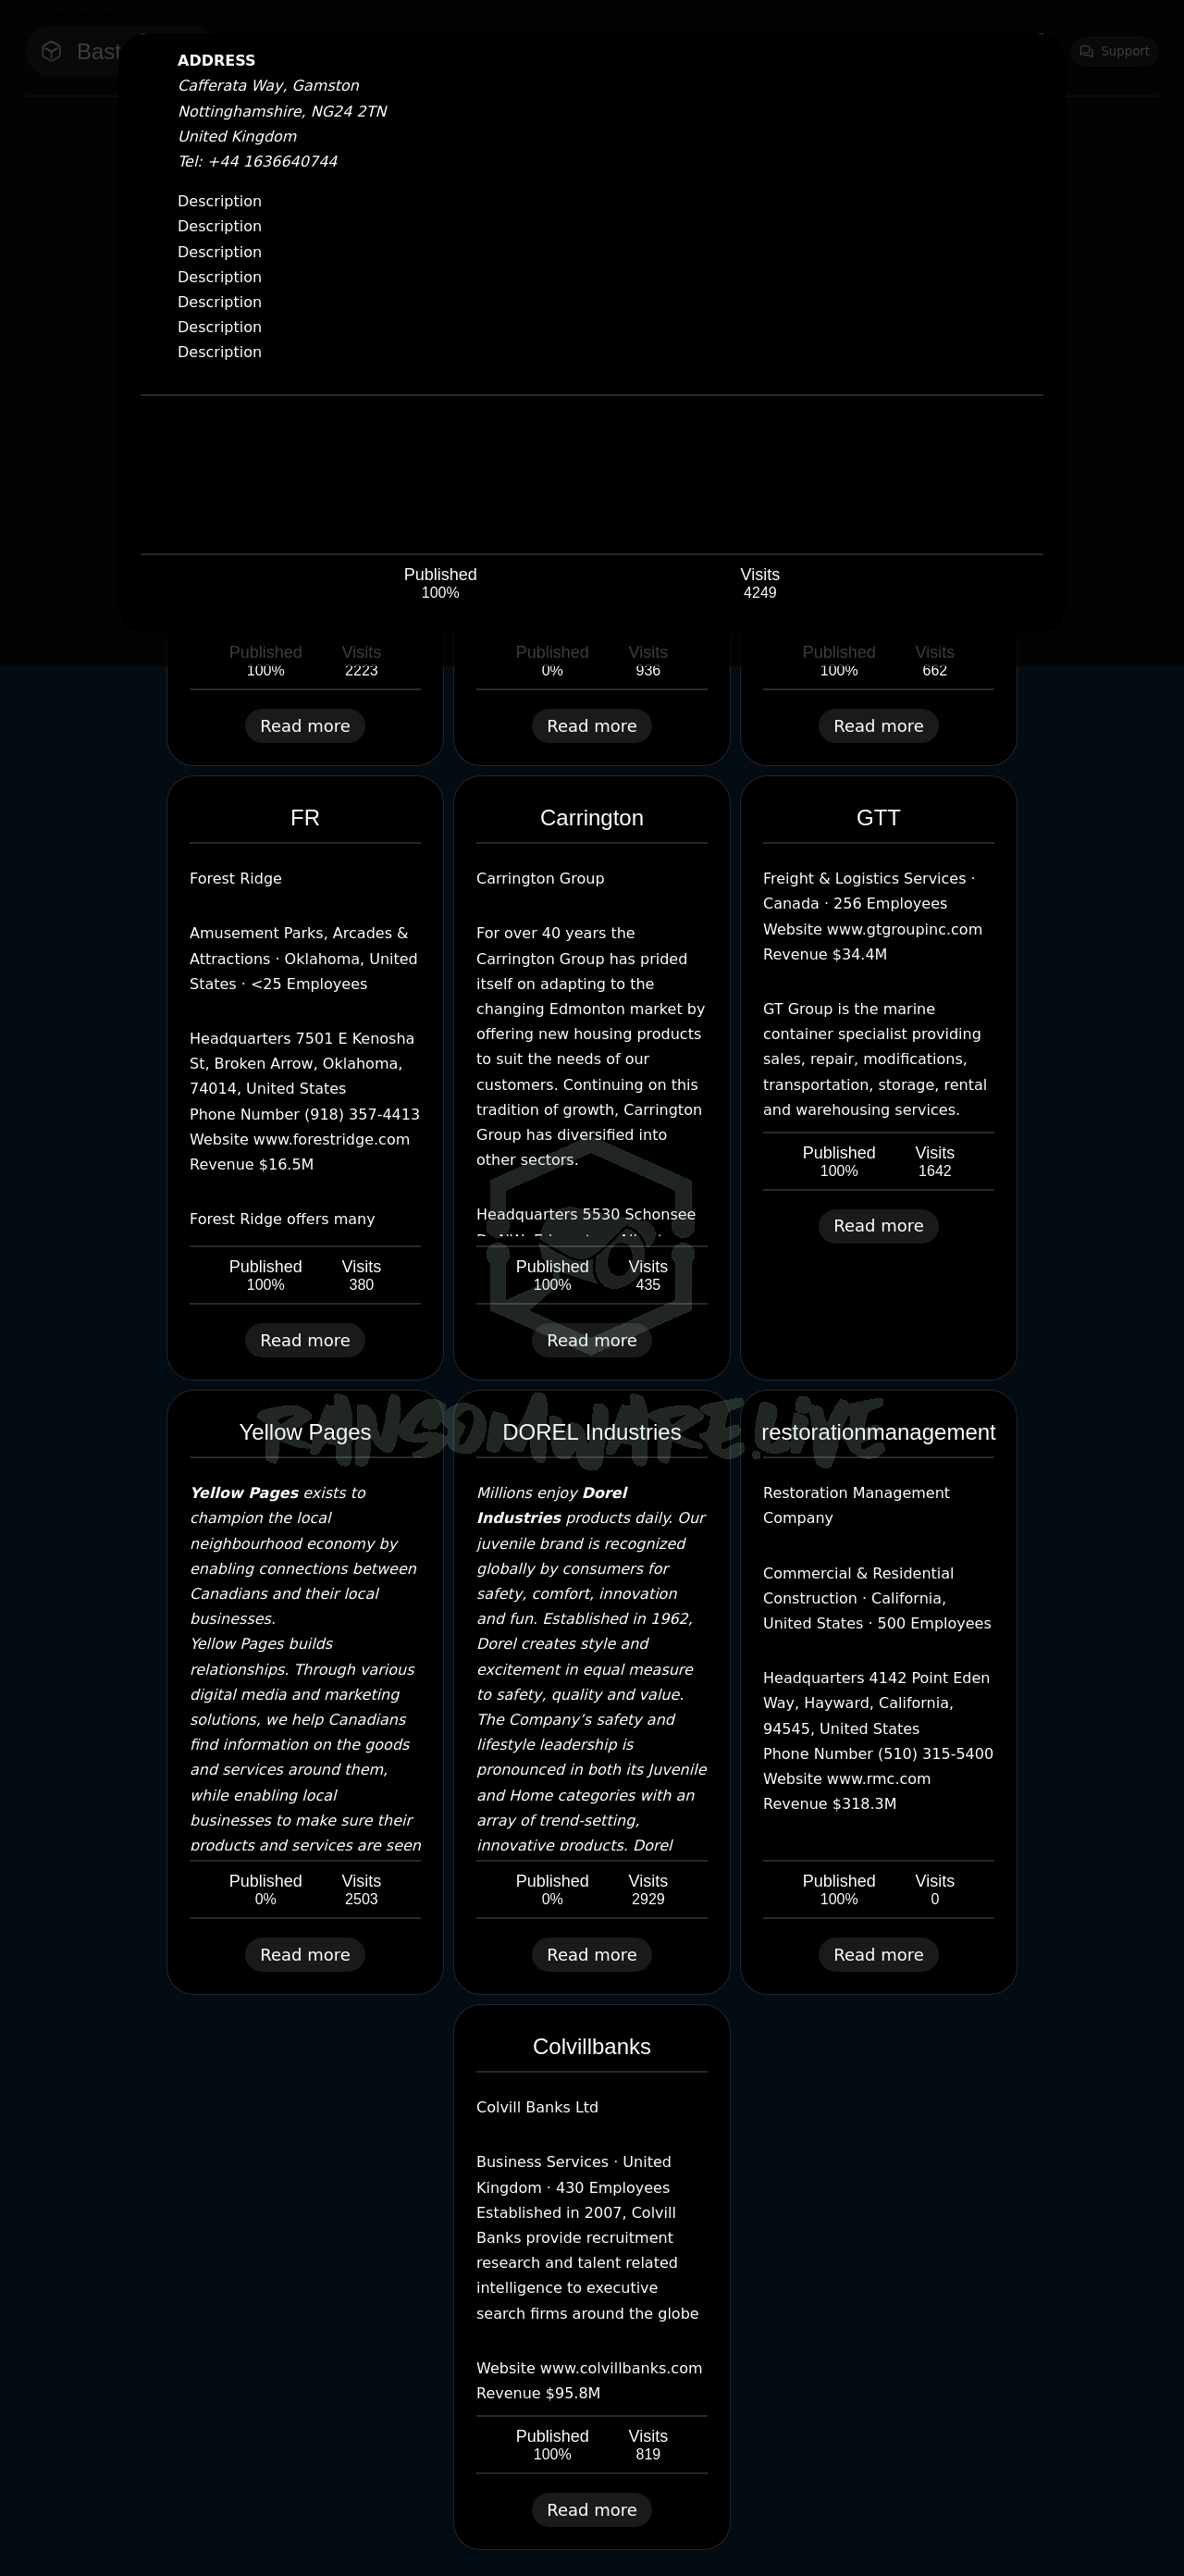 Bast
Support
ADDRESS
Cafferata Way, Gamston
Nottinghamshire, NG24 2TN
United Kingdom
Tel: +44 1636640744
Description
Description
Description
Description
Description
Description
Description
Published Visits
100% 4249
Published Visits
100% 2223
Published Visits
0% 936
Published Visits
100% 662
Read more
Read more
Read more
FR
Forest Ridge
Amusement Parks, Arcades &
Attractions · Oklahoma, United
States · <25 Employees
Headquarters 7501 E Kenosha
St, Broken Arrow, Oklahoma,
74014, United States
Phone Number (918) 357-4413
Website www.forestridge.com
Revenue $16.5M
Forest Ridge offers many
Published Visits
100% 380
Read more
Carrington
Carrington Group
For over 40 years the
Carrington Group has prided
itself on adapting to the
changing Edmonton market by
offering new housing products
to suit the needs of our
customers. Continuing on this
tradition of growth, Carrington
Group has diversified into
other sectors.
Headquarters 5530 Schonsee
Published Visits
100% 435
Read more
GTT
Freight & Logistics Services ·
Canada · 256 Employees
Website www.gtgroupinc.com
Revenue $34.4M
GT Group is the marine
container specialist providing
sales, repair, modifications,
transportation, storage, rental
and warehousing services.
Published Visits
100% 1642
Read more
RANSOMWARE.LIVE
Yellow Pages
Yellow Pages exists to
champion the local
neighbourhood economy by
enabling connections between
Canadians and their local
businesses.
Yellow Pages builds
relationships. Through various
digital media and marketing
solutions, we help Canadians
find information on the goods
and services around them,
while enabling local
businesses to make sure their
products and services are seen
Published Visits
0% 2503
Read more
DOREL Industries
Millions enjoy Dorel
Industries products daily. Our
juvenile brand is recognized
globally by consumers for
safety, comfort, innovation
and fun. Established in 1962,
Dorel creates style and
excitement in equal measure
to safety, quality and value.
The Company’s safety and
lifestyle leadership is
pronounced in both its Juvenile
and Home categories with an
array of trend-setting,
innovative products. Dorel
Published Visits
0% 2929
Read more
restorationmanagement
Restoration Management
Company
Commercial & Residential
Construction · California,
United States · 500 Employees
Headquarters 4142 Point Eden
Way, Hayward, California,
94545, United States
Phone Number (510) 315-5400
Website www.rmc.com
Revenue $318.3M
Published Visits
100% 0
Read more
Colvillbanks
Colvill Banks Ltd
Business Services · United
Kingdom · 430 Employees
Established in 2007, Colvill
Banks provide recruitment
research and talent related
intelligence to executive
search firms around the globe
Website www.colvillbanks.com
Revenue $95.8M
Published Visits
100% 819
Read more